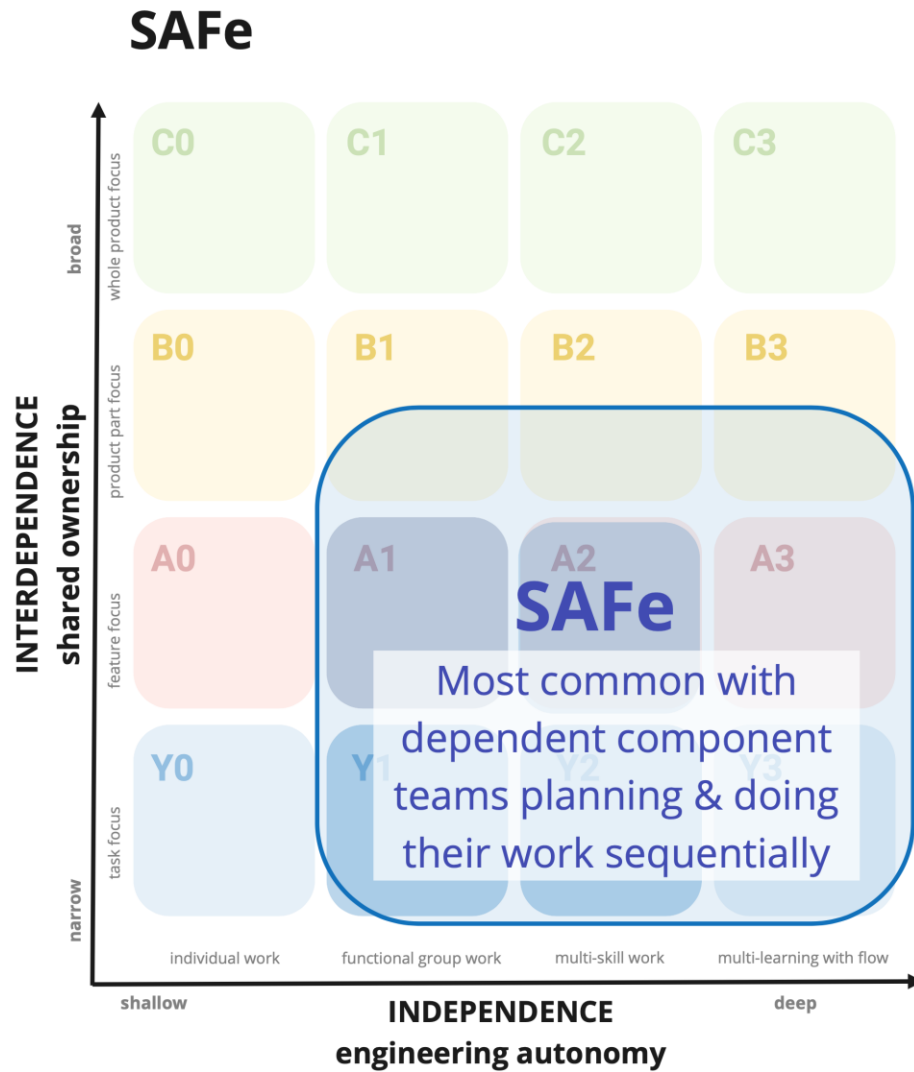 SAFe
C0
C1
C2
C3
B0
B1
B2
B3
A0
A1
A2
A3
SAFe
Most common with
dependent component
teams planning & doing
their work sequentially
Y0
Y1
Y2
Y3
broad
narrow
whole product focus
product part focus
feature focus
task focus
INTERDEPENDENCE
shared ownership
individual work
functional group work
multi-skill work
multi-learning with flow
shallow
deep
INDEPENDENCE
engineering autonomy